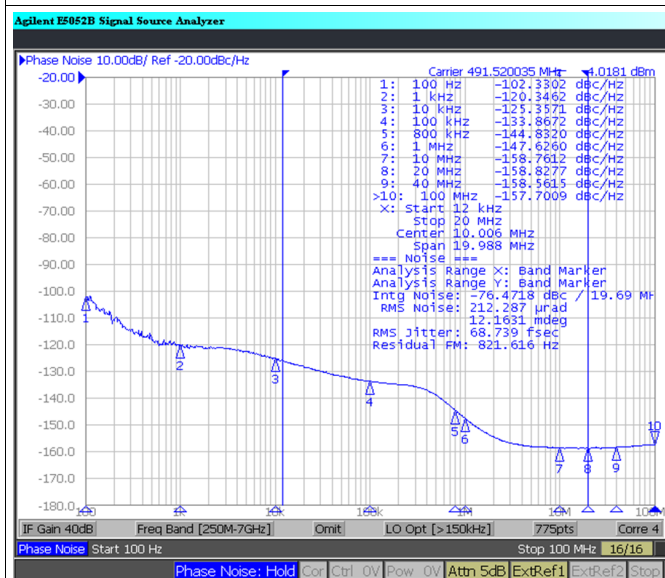 Agilent E5052B Signal Source Analyzer
Phase Noise 10.00dB/ Ref -20.00dBc/Hz
Carrier 491.520035 MHz 4.0181 dBm
-20.00
-30.00
-40.00
-50.00
-60.00
-70.00
-80.00
-90.00
-100.0
-110.0
-120.0
-130.0
-140.0
-150.0
-160.0
-170.0
-180.0
1: 100 Hz -102.3302 dBc/Hz
2: 1 kHz -120.3462 dBc/Hz
3: 10 kHz -125.3571 dBc/Hz
4: 100 kHz -133.8672 dBc/Hz
5: 800 kHz -144.8320 dBc/Hz
6: 1 MHz -147.6260 dBc/Hz
7: 10 MHz -158.7612 dBc/Hz
8: 20 MHz -158.8277 dBc/Hz
9: 40 MHz -158.5615 dBc/Hz
>10: 100 MHz -157.7009 dBc/Hz
X: Start 12 kHz
Stop 20 MHz
Center 10.006 MHz
Span 19.988 MHz
=== Noise ===
Analysis Range X: Band Marker
Analysis Range Y: Band Marker
Intg Noise: -76.4718 dBc / 19.69 MH
RMS Noise: 212.287 µrad
12.1631 mdeg
RMS Jitter: 68.739 fsec
Residual FM: 821.616 Hz
1
2
3
4
5
6
7
8
9
10
100 1k 10k 100k 1M 10M 100M
IF Gain 40dB Freq Band [250M-7GHz] Omit LO Opt [>150kHz] 775pts Corre 4
Phase Noise Start 100 Hz Stop 100 MHz 16/16
Phase Noise: Hold Cor Ctrl 0V Pow 0V Attn 5dB ExtRef1 ExtRef2 Stop